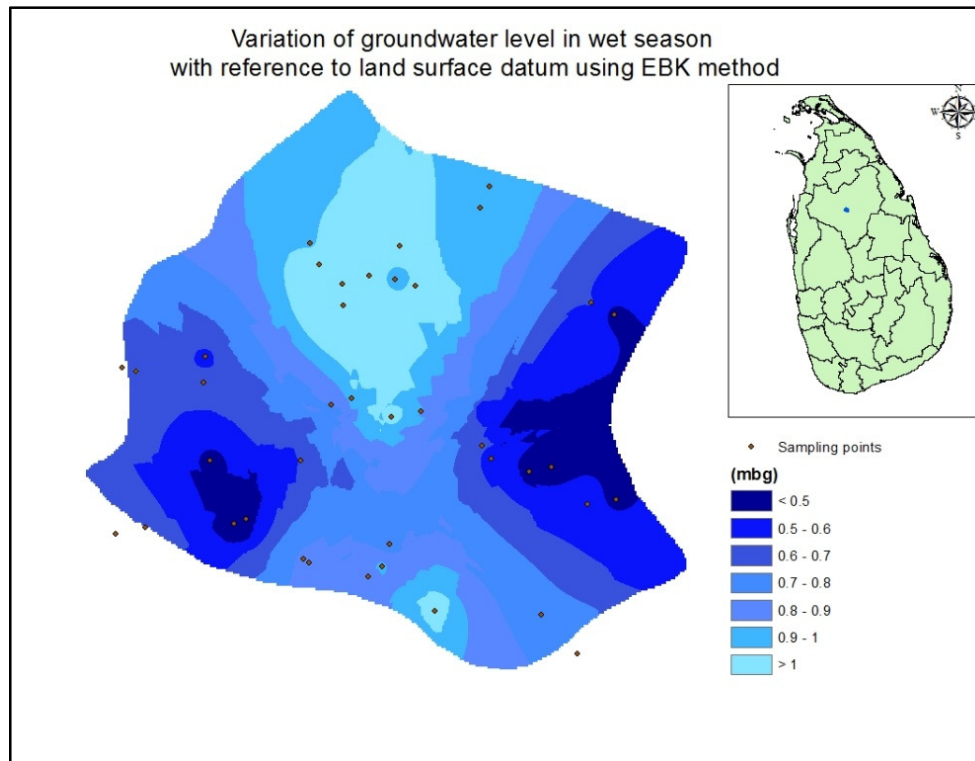 Variation of groundwater level in wet season
with reference to land surface datum using EBK method
N
W
E
S
Sampling points
(mbg)
< 0.5
0.5 - 0.6
0.6 - 0.7
0.7 - 0.8
0.8 - 0.9
0.9 - 1
> 1